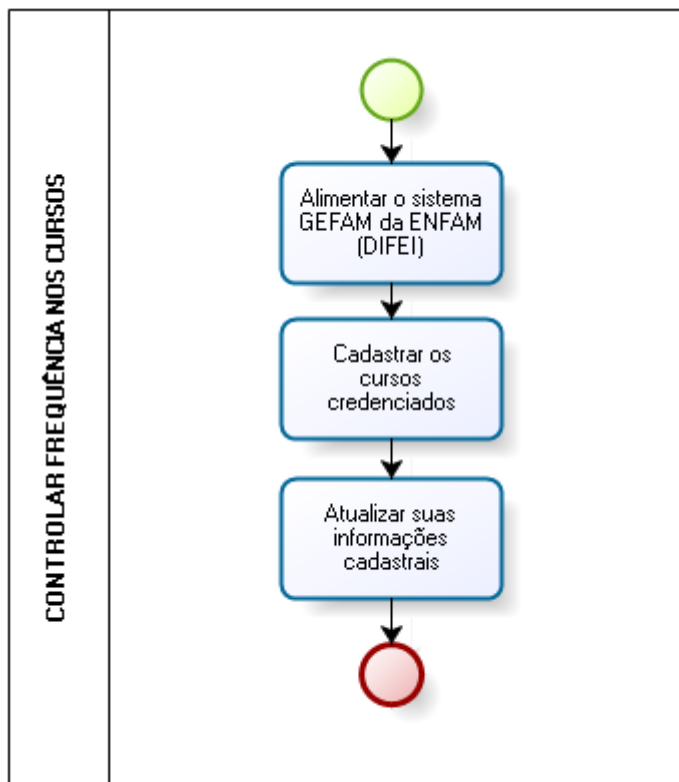 CONTROLAR FREQUÊNCIA NOS CURSOS
Alimentar o sistema
GEFAM da ENFAM
(DIFEI)
Cadastrar os
cursos
credenciados
Atualizar suas
informações
cadastrais